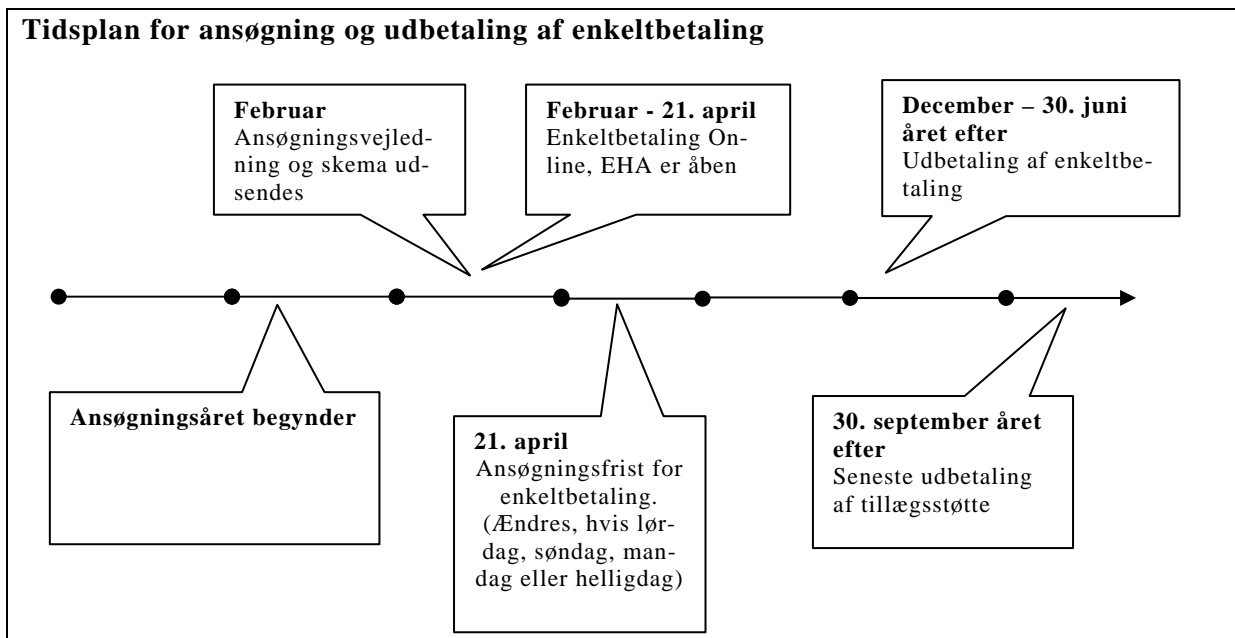 Tidsplan for ansøgning og udbetaling af enkeltbetaling
Februar
Ansøgningsvejled-
ning og skema ud-
sendes
Februar - 21. april
Enkeltbetaling On-
line, EHA er åben
December – 30. juni
året efter
Udbetaling af enkeltbe-
taling
Ansøgningsåret begynder
21. april
Ansøgningsfrist for
enkeltbetaling.
(Ændres, hvis lør-
dag, søndag, man-
dag eller helligdag)
30. september året
efter
Seneste udbetaling
af tillægsstøtte